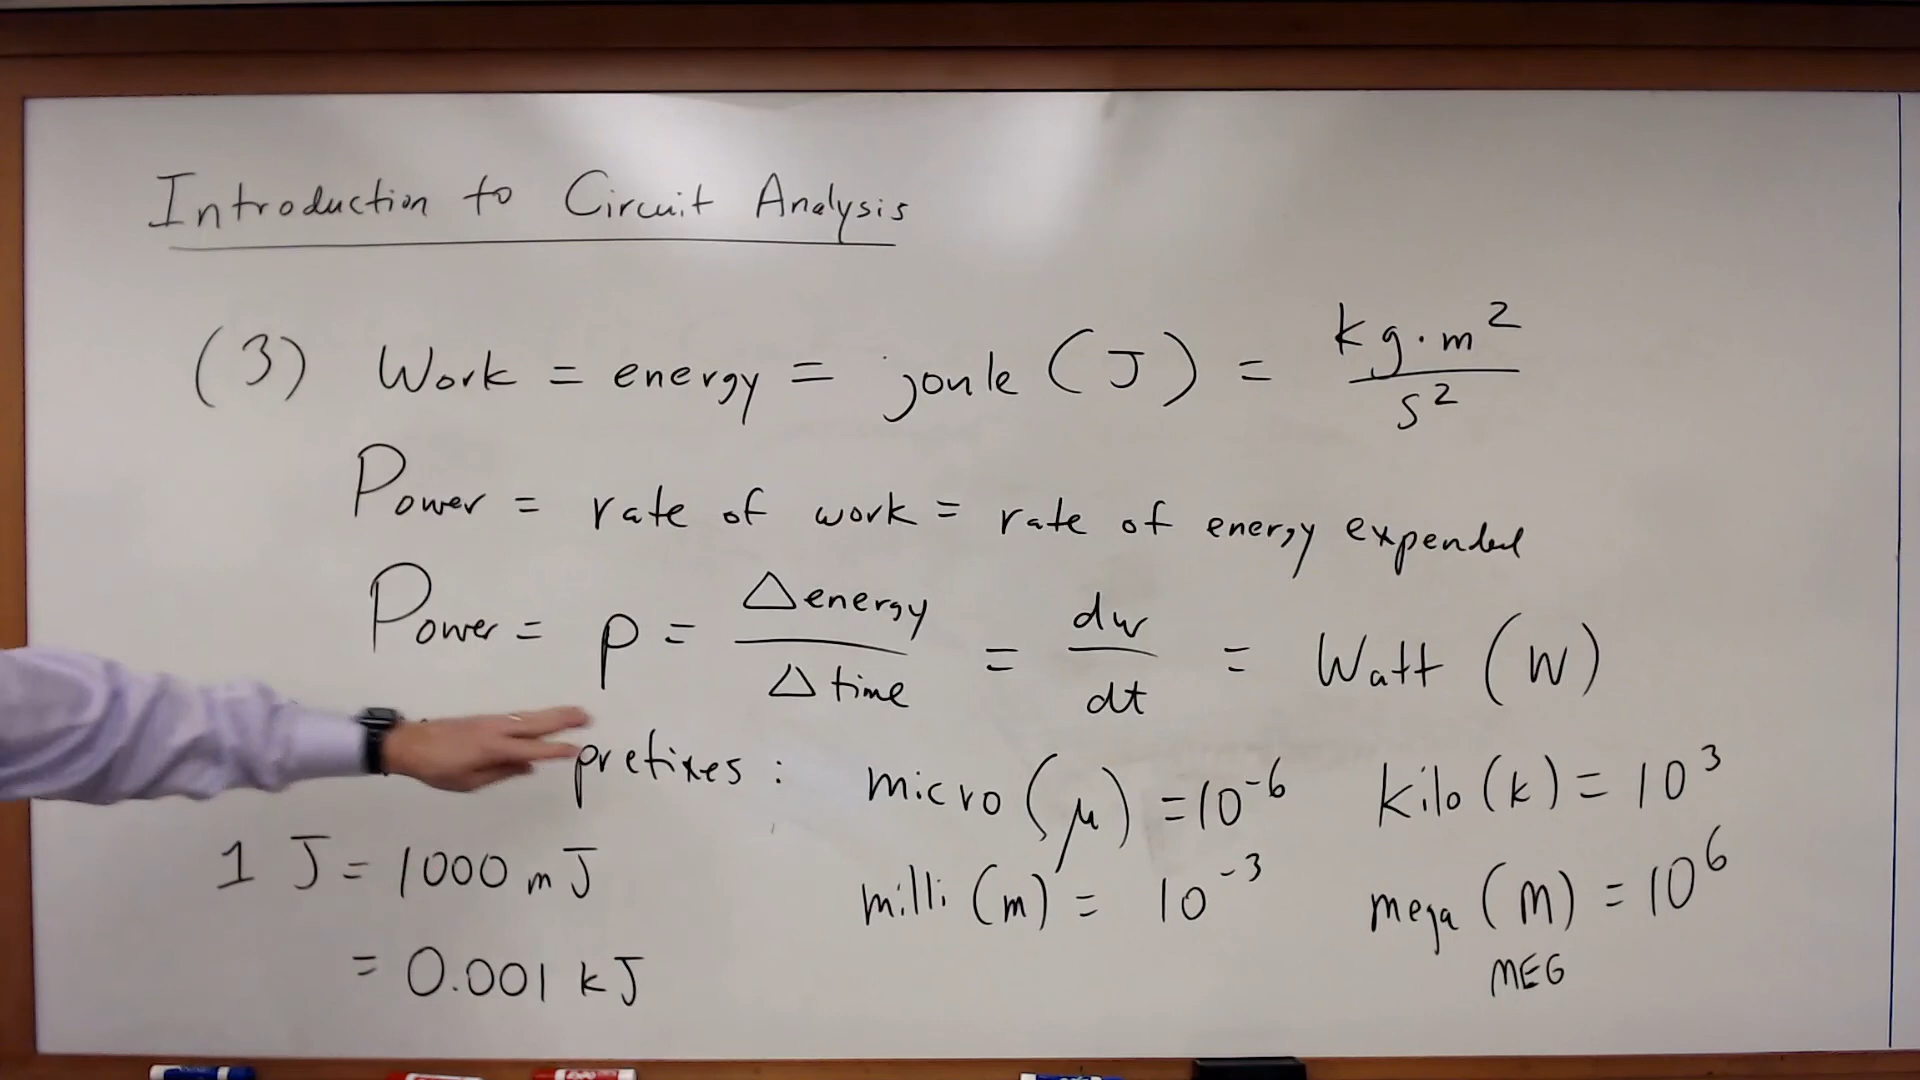 Introduction to Circuit Analysis
(3) Work = energy = joule (J) = kg·m² / s²
Power = rate of work = rate of energy expended
Power = p = Δenergy / Δtime = dw / dt = Watt (W)
prefixes : micro (μ) = 10⁻⁶ kilo (k) = 10³
1 J = 1000 mJ milli (m) = 10⁻³ mega (M) = 10⁶
= 0.001 kJ MEG